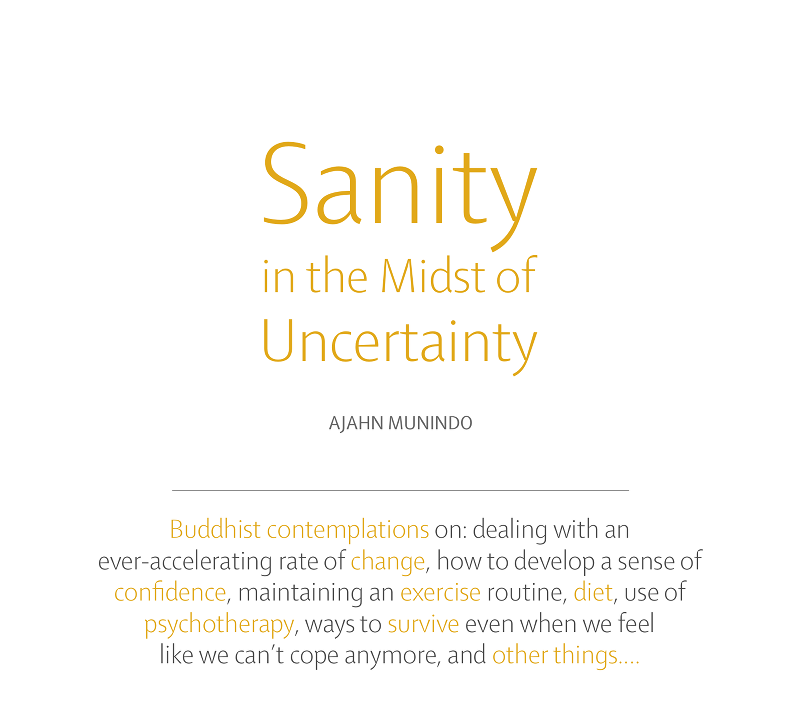 Sanity
in the Midst of
Uncertainty
AJAHN MUNINDO
Buddhist contemplations on: dealing with an
ever-accelerating rate of change, how to develop a sense of
confidence, maintaining an exercise routine, diet, use of
psychotherapy, ways to survive even when we feel
like we can’t cope anymore, and other things....